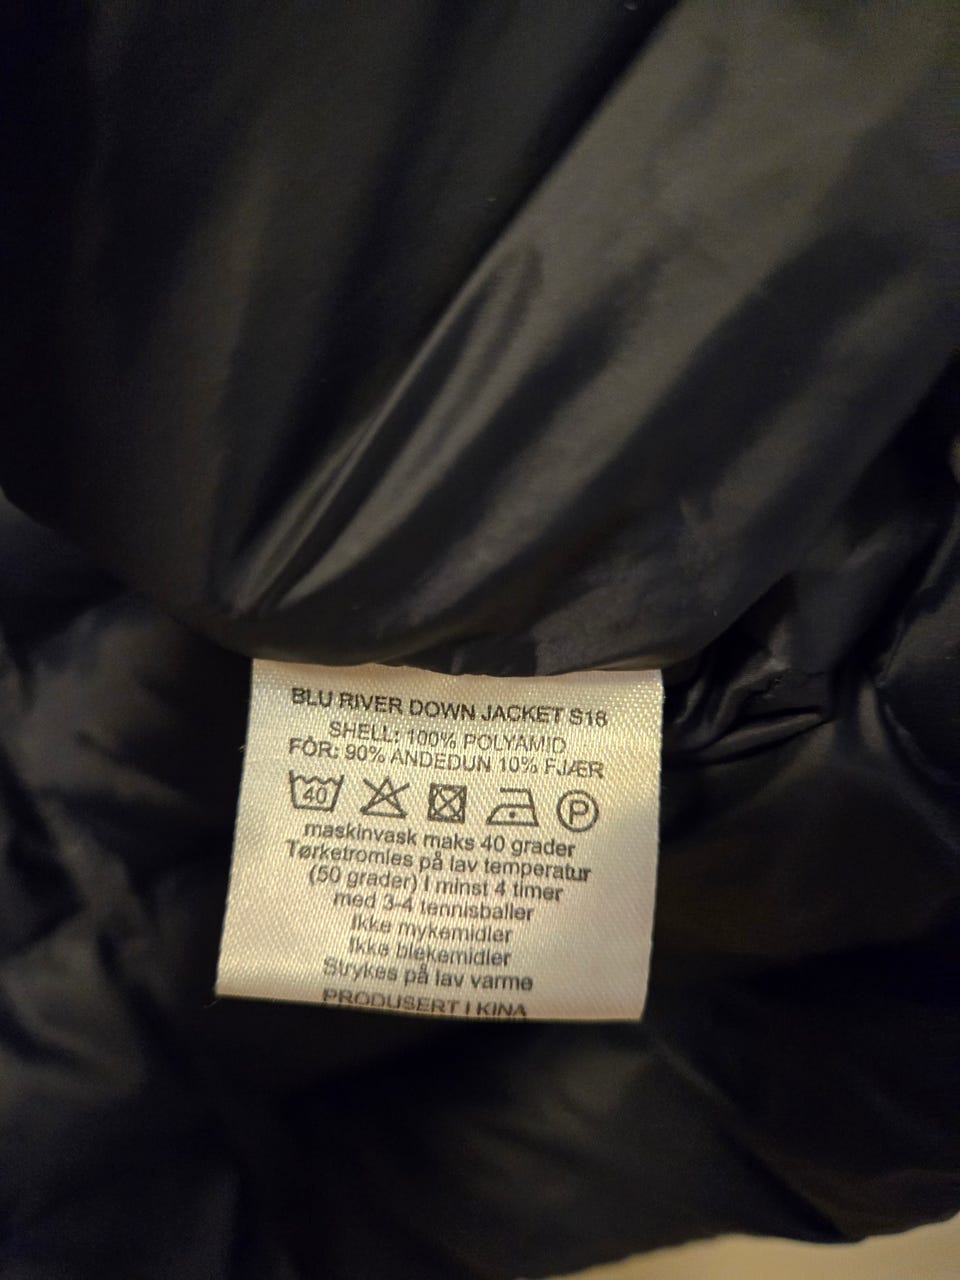 BLU RIVER DOWN JACKET S18
SHELL: 100% POLYAMID
FÒR: 90% ANDEDUN 10% FJÆR
40 P
maskinvask maks 40 grader
Tørketromles på lav temperatur
(50 grader) I minst 4 timer
med 3-4 tennisballer
Ikke mykemidler
Ikke blekemidler
Strykes på lav varme
PRODUSERT I KINA